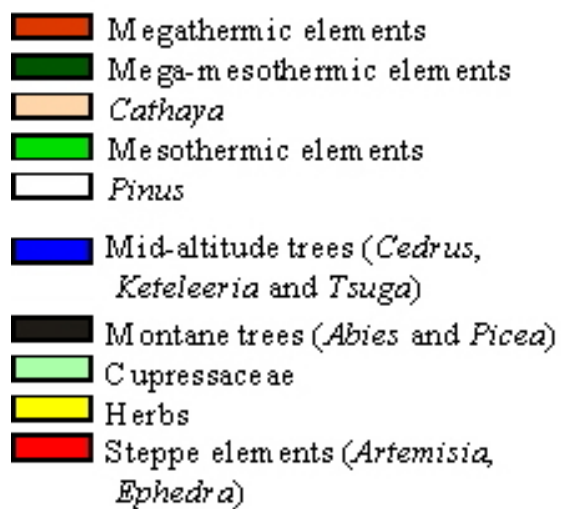 Megathermic elements
Mega-mesothermic elements
Cathaya
Mesothermic elements
Pinus
Mid-altitude trees (Cedrus,
Keteleeria and Tsuga)
Montane trees (Abies and Picea)
Cupressaceae
Herbs
Steppe elements (Artemisia,
Ephedra)